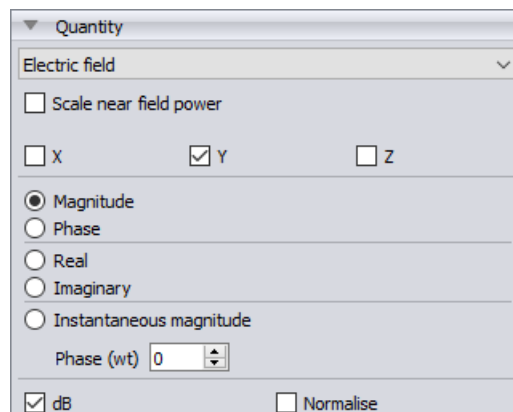 Quantity
Electric field
Scale near field power
X Y Z
Magnitude
Phase
Real
Imaginary
Instantaneous magnitude
Phase (wt) 0
dB Normalise